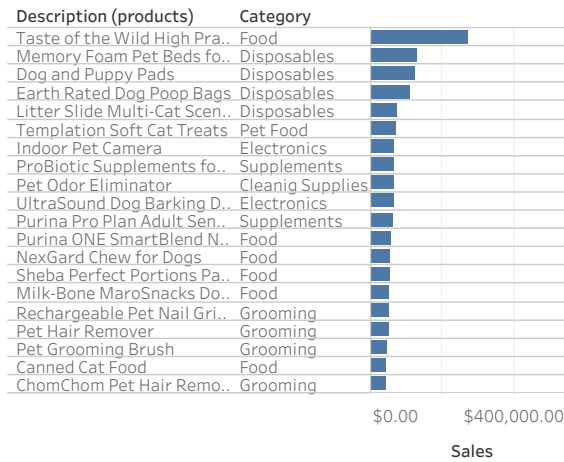 Description (products) Category
Taste of the Wild High Pra.. Food
Memory Foam Pet Beds fo.. Disposables
Dog and Puppy Pads Disposables
Earth Rated Dog Poop Bags Disposables
Litter Slide Multi-Cat Scen.. Disposables
Templation Soft Cat Treats Pet Food
Indoor Pet Camera Electronics
ProBiotic Supplements fo.. Supplements
Pet Odor Eliminator Cleanig Supplies
UltraSound Dog Barking D.. Electronics
Purina Pro Plan Adult Sen.. Supplements
Purina ONE SmartBlend N.. Food
NexGard Chew for Dogs Food
Sheba Perfect Portions Pa.. Food
Milk-Bone MaroSnacks Do.. Food
Rechargeable Pet Nail Gri.. Grooming
Pet Hair Remover Grooming
Pet Grooming Brush Grooming
Canned Cat Food Food
ChomChom Pet Hair Remo.. Grooming
$0.00 $400,000.00
Sales